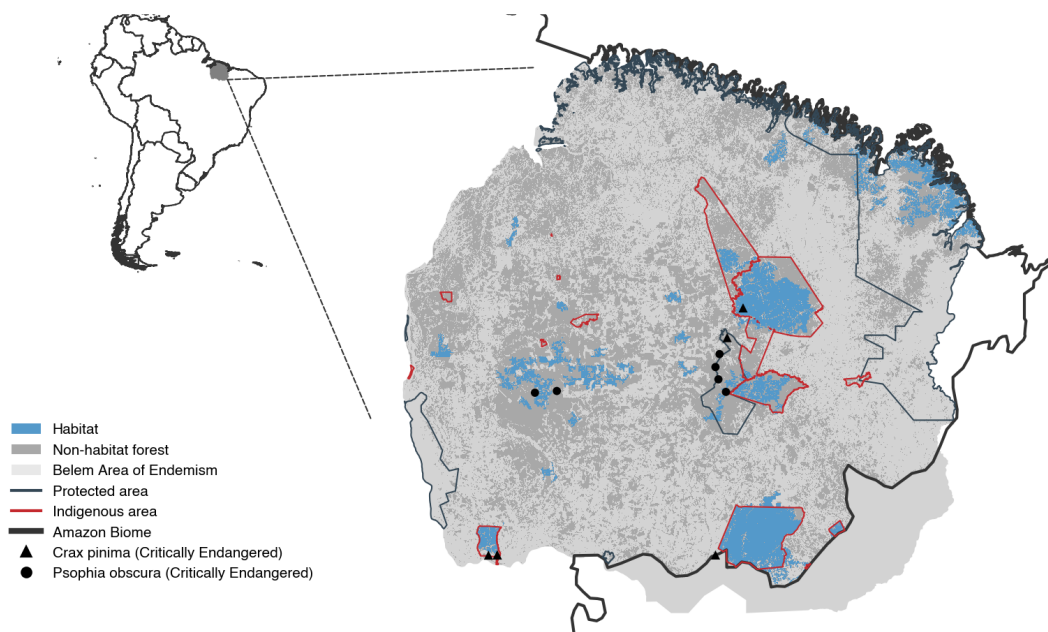 Habitat
Non-habitat forest
Belem Area of Endemism
Protected area
Indigenous area
Amazon Biome
Crax pinima (Critically Endangered)
Psophia obscura (Critically Endangered)